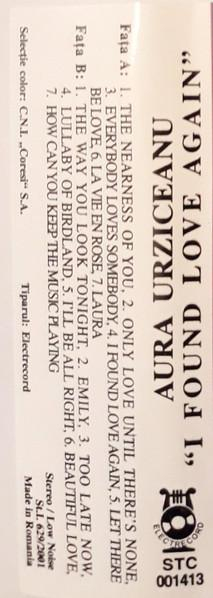 AURA URZICEANU
„I FOUND LOVE AGAIN"
ELECTRECORD
STC
001413
Fața A: 1. THE NEARNESS OF YOU, 2. ONLY LOVE UNTIL THERE'S NONE,
3. EVERYBODY LOVES SOMEBODY, 4. I FOUND LOVE AGAIN, 5. LET THERE
BE LOVE, 6. LA VIE EN ROSE, 7. LAURA
Fața B: 1. THE WAY YOU LOOK TONIGHT, 2. EMILY, 3. TOO LATE NOW,
4. LULLABY OF BIRDLAND, 5. I'LL BE ALL RIGHT, 6. BEAUTIFUL LOVE,
7. HOW CAN YOU KEEP THE MUSIC PLAYING
Stereo / Low Noise
St.I. 629/2001
Made in Romania
Selecție color: C.N.I. „Coresi" S.A. Tiparul: Electrecord